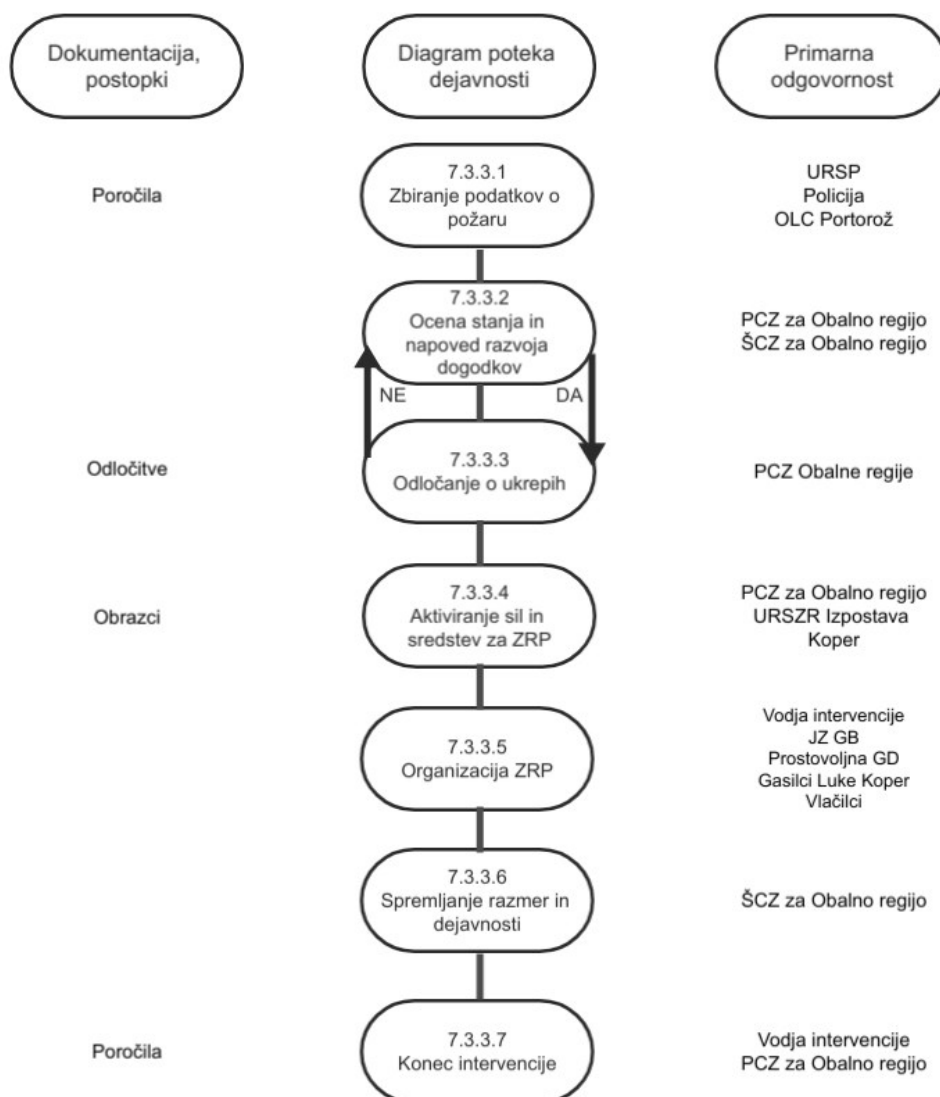 Dokumentacija,
postopki
Diagram poteka
dejavnosti
Primarna
odgovornost
Poročila
7.3.3.1
Zbiranje podatkov o
požaru
URSP
Policija
OLC Portorož
7.3.3.2
Ocena stanja in
napoved razvoja
dogodkov
PCZ za Obalno regijo
ŠCZ za Obalno regijo
NE
DA
Odločitve
7.3.3.3
Odločanje o ukrepih
PCZ Obalne regije
Obrazci
7.3.3.4
Aktiviranje sil in
sredstev za ZRP
PCZ za Obalno regijo
URSZR Izpostava
Koper
7.3.3.5
Organizacija ZRP
Vodja intervencije
JZ GB
Prostovoljna GD
Gasilci Luke Koper
Vlačilci
7.3.3.6
Spremljanje razmer in
dejavnosti
ŠCZ za Obalno regijo
Poročila
7.3.3.7
Konec intervencije
Vodja intervencije
PCZ za Obalno regijo